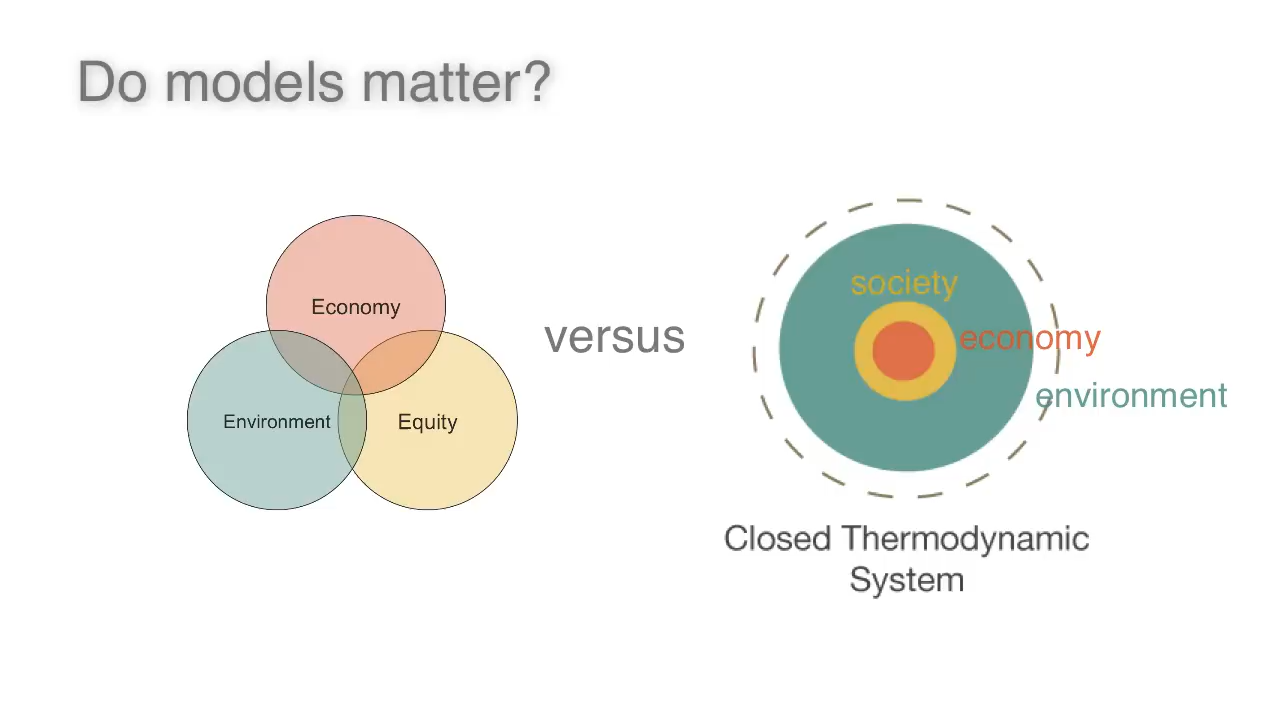 Do models matter?
Economy
Environment
Equity
versus
society
economy
environment
Closed Thermodynamic
System